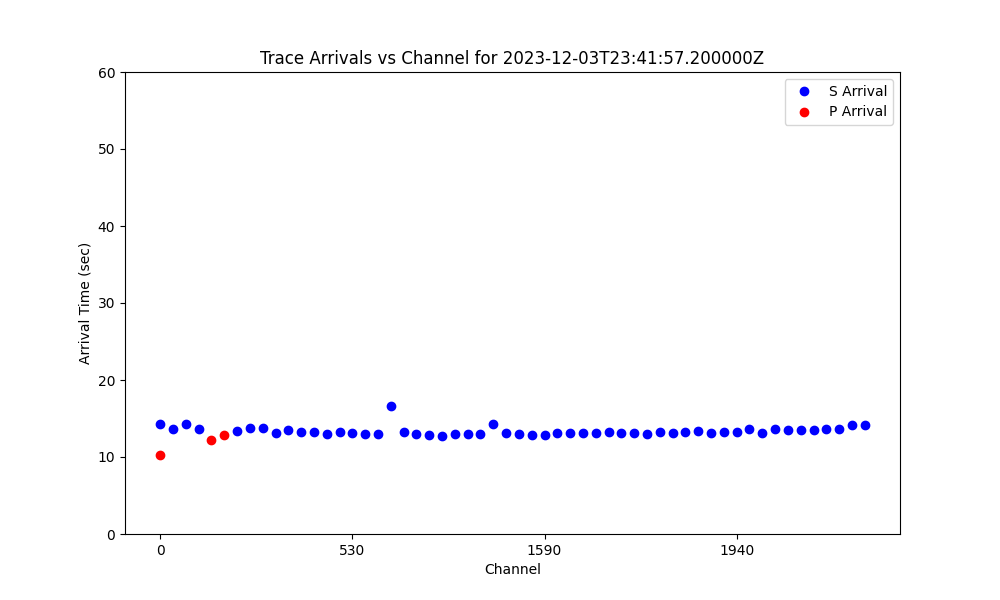 Trace Arrivals vs Channel for 2023-12-03T23:41:57.200000Z
S Arrival
P Arrival
60
50
40
30
20
10
0
Arrival Time (sec)
0 530 1590 1940
Channel